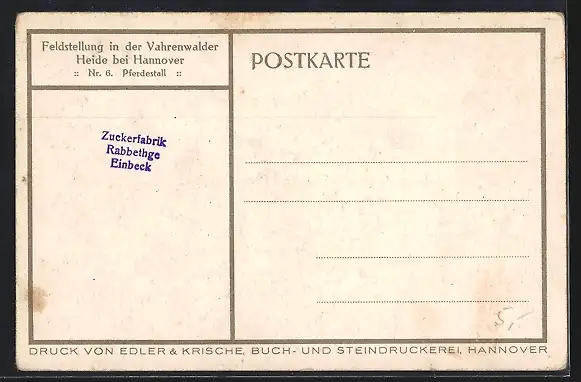 Feldstellung in der Vahrenwalder
Heide bei Hannover
:: Nr. 6. Pferdestall ::
POSTKARTE
Zuckerfabrik
Rabbethge
Einbeck
5,-
DRUCK VON EDLER & KRISCHE, BUCH- UND STEINDRUCKEREI, HANNOVER